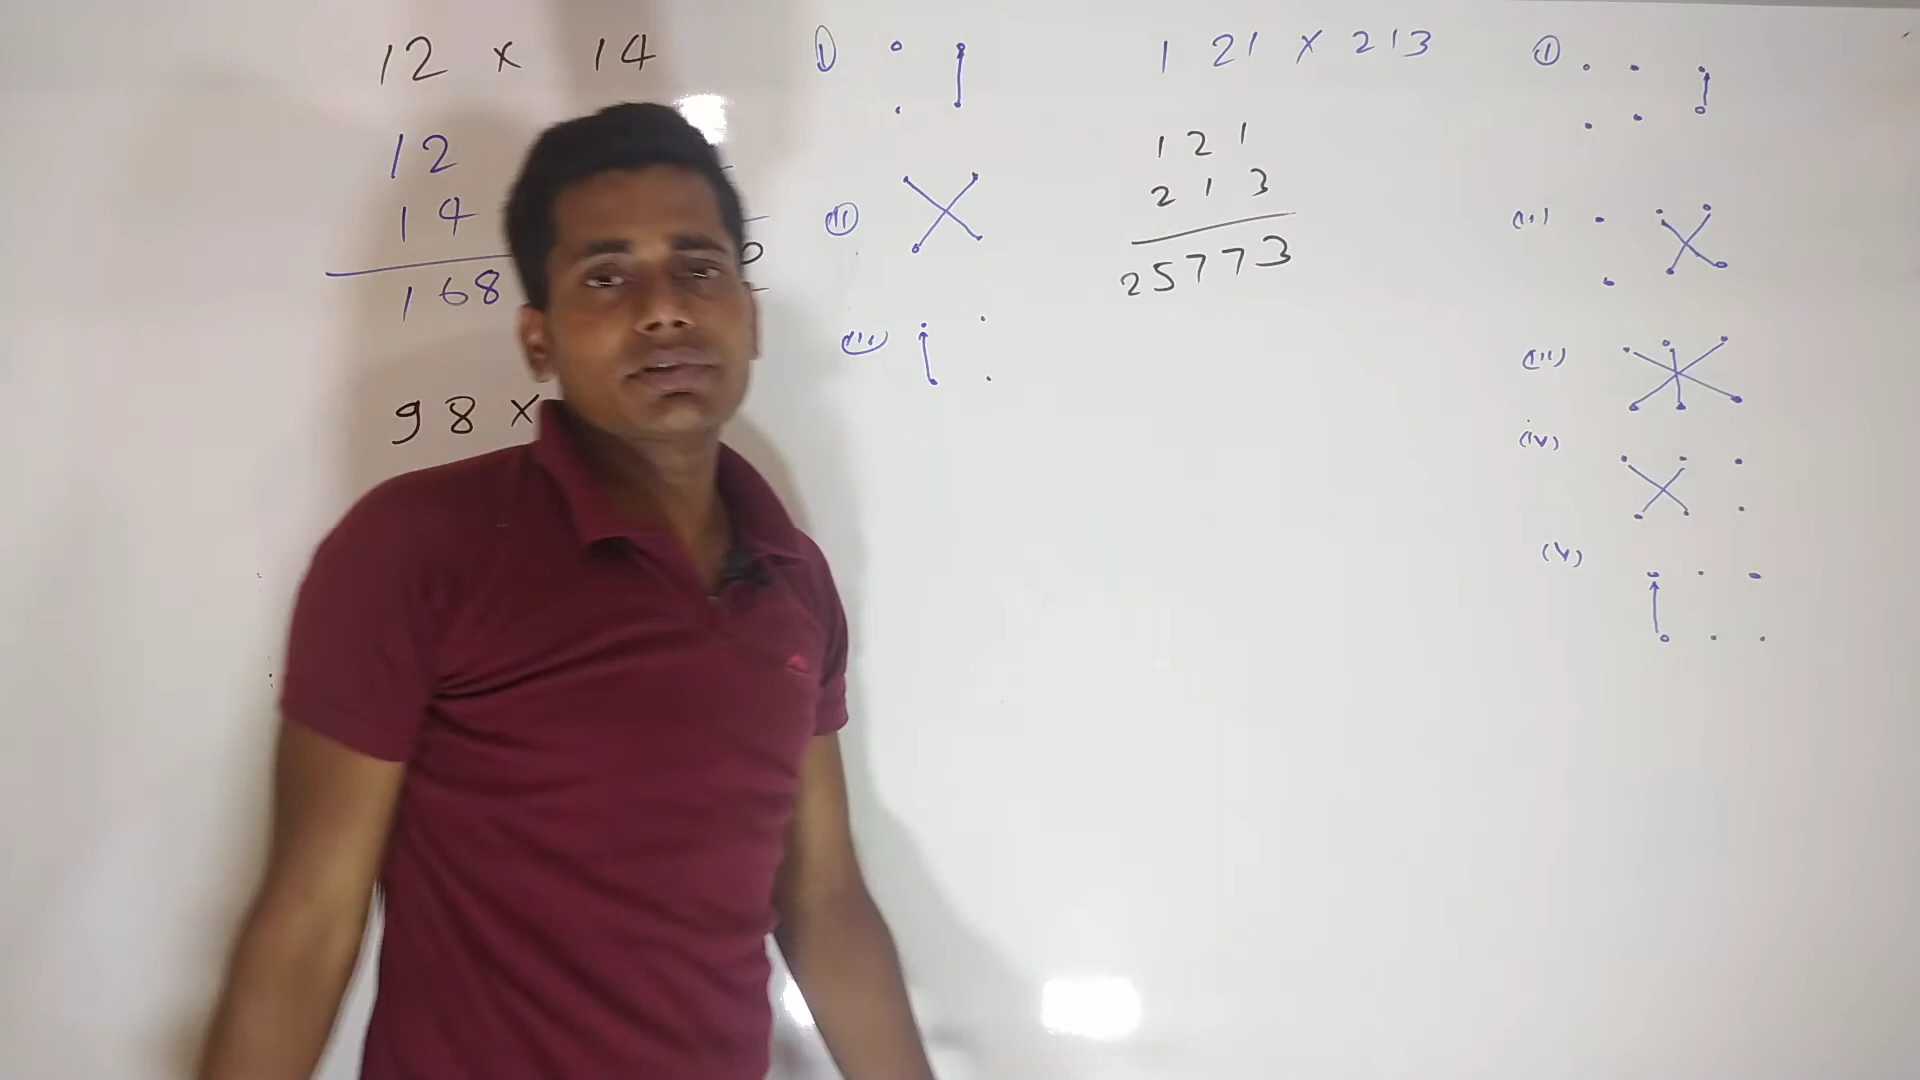 12 × 14
12
14
168
98 ×
(i)
(ii)
(iii)
121 × 213
121
213
25773
(i)
(ii)
(iii)
(iv)
(v)